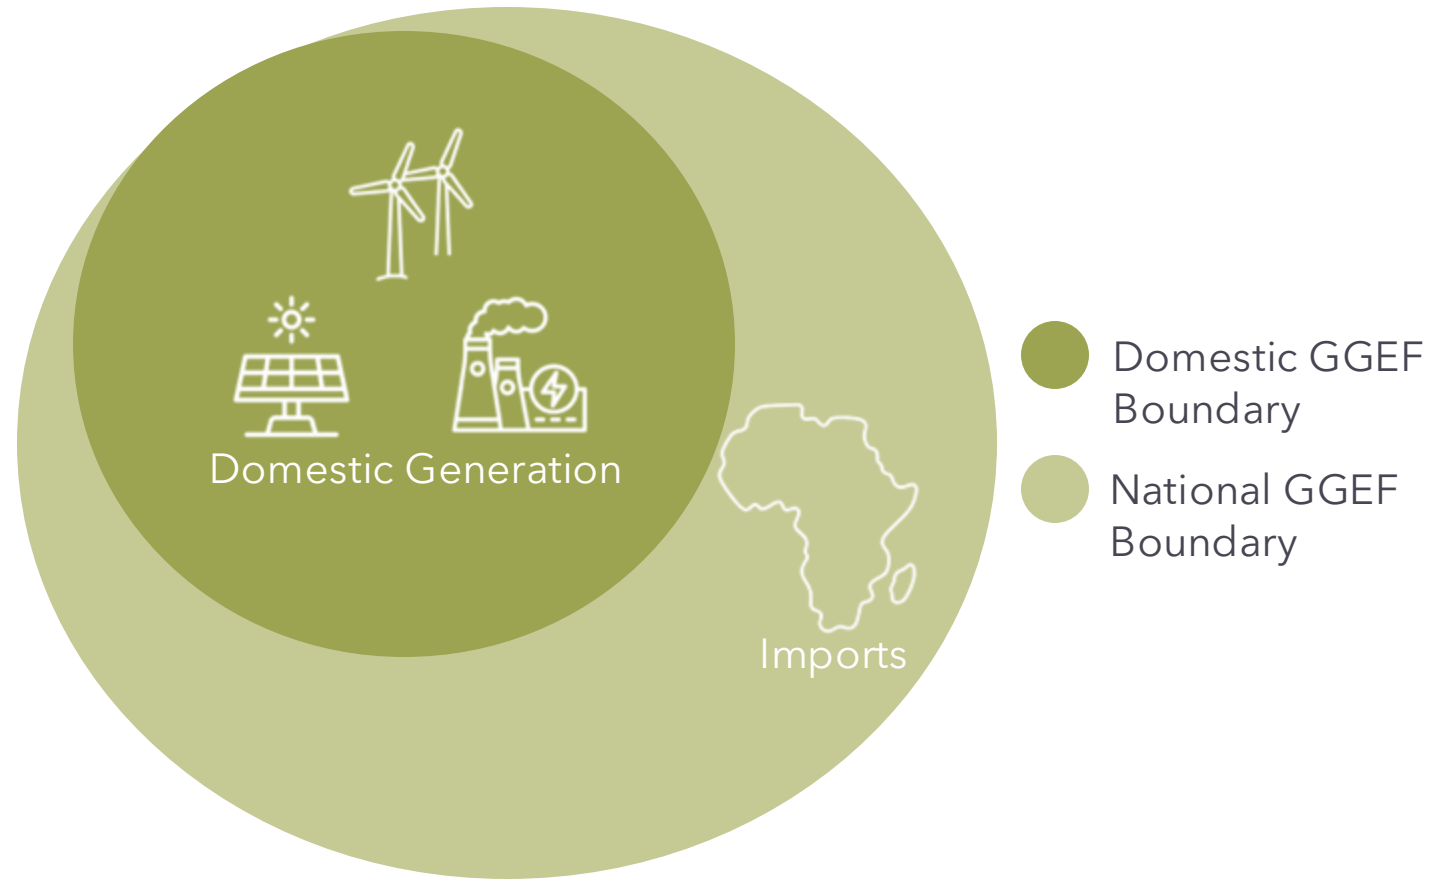 Domestic Generation
Imports
Domestic GGEF
Boundary
National GGEF
Boundary